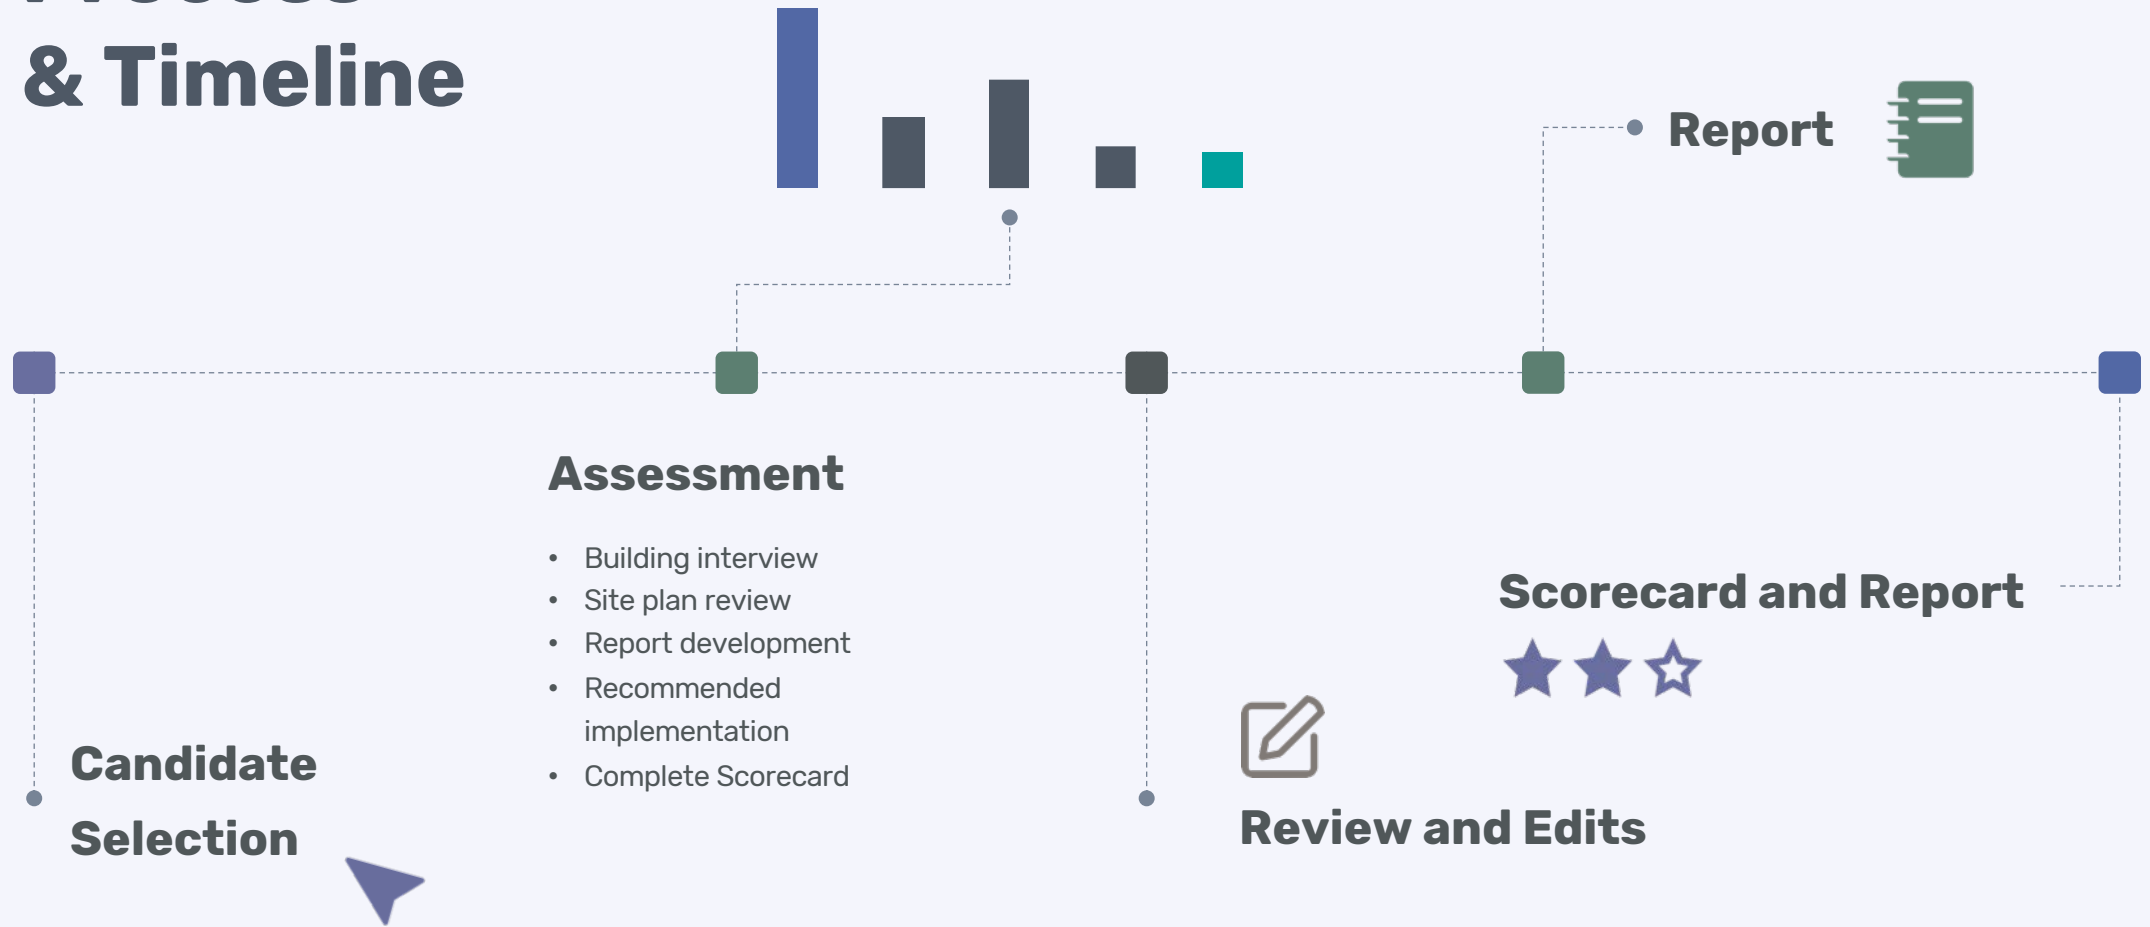 Process
& Timeline
Report
Assessment
• Building interview
• Site plan review
• Report development
• Recommended
implementation
• Complete Scorecard
Scorecard and Report
Candidate
Selection
Review and Edits